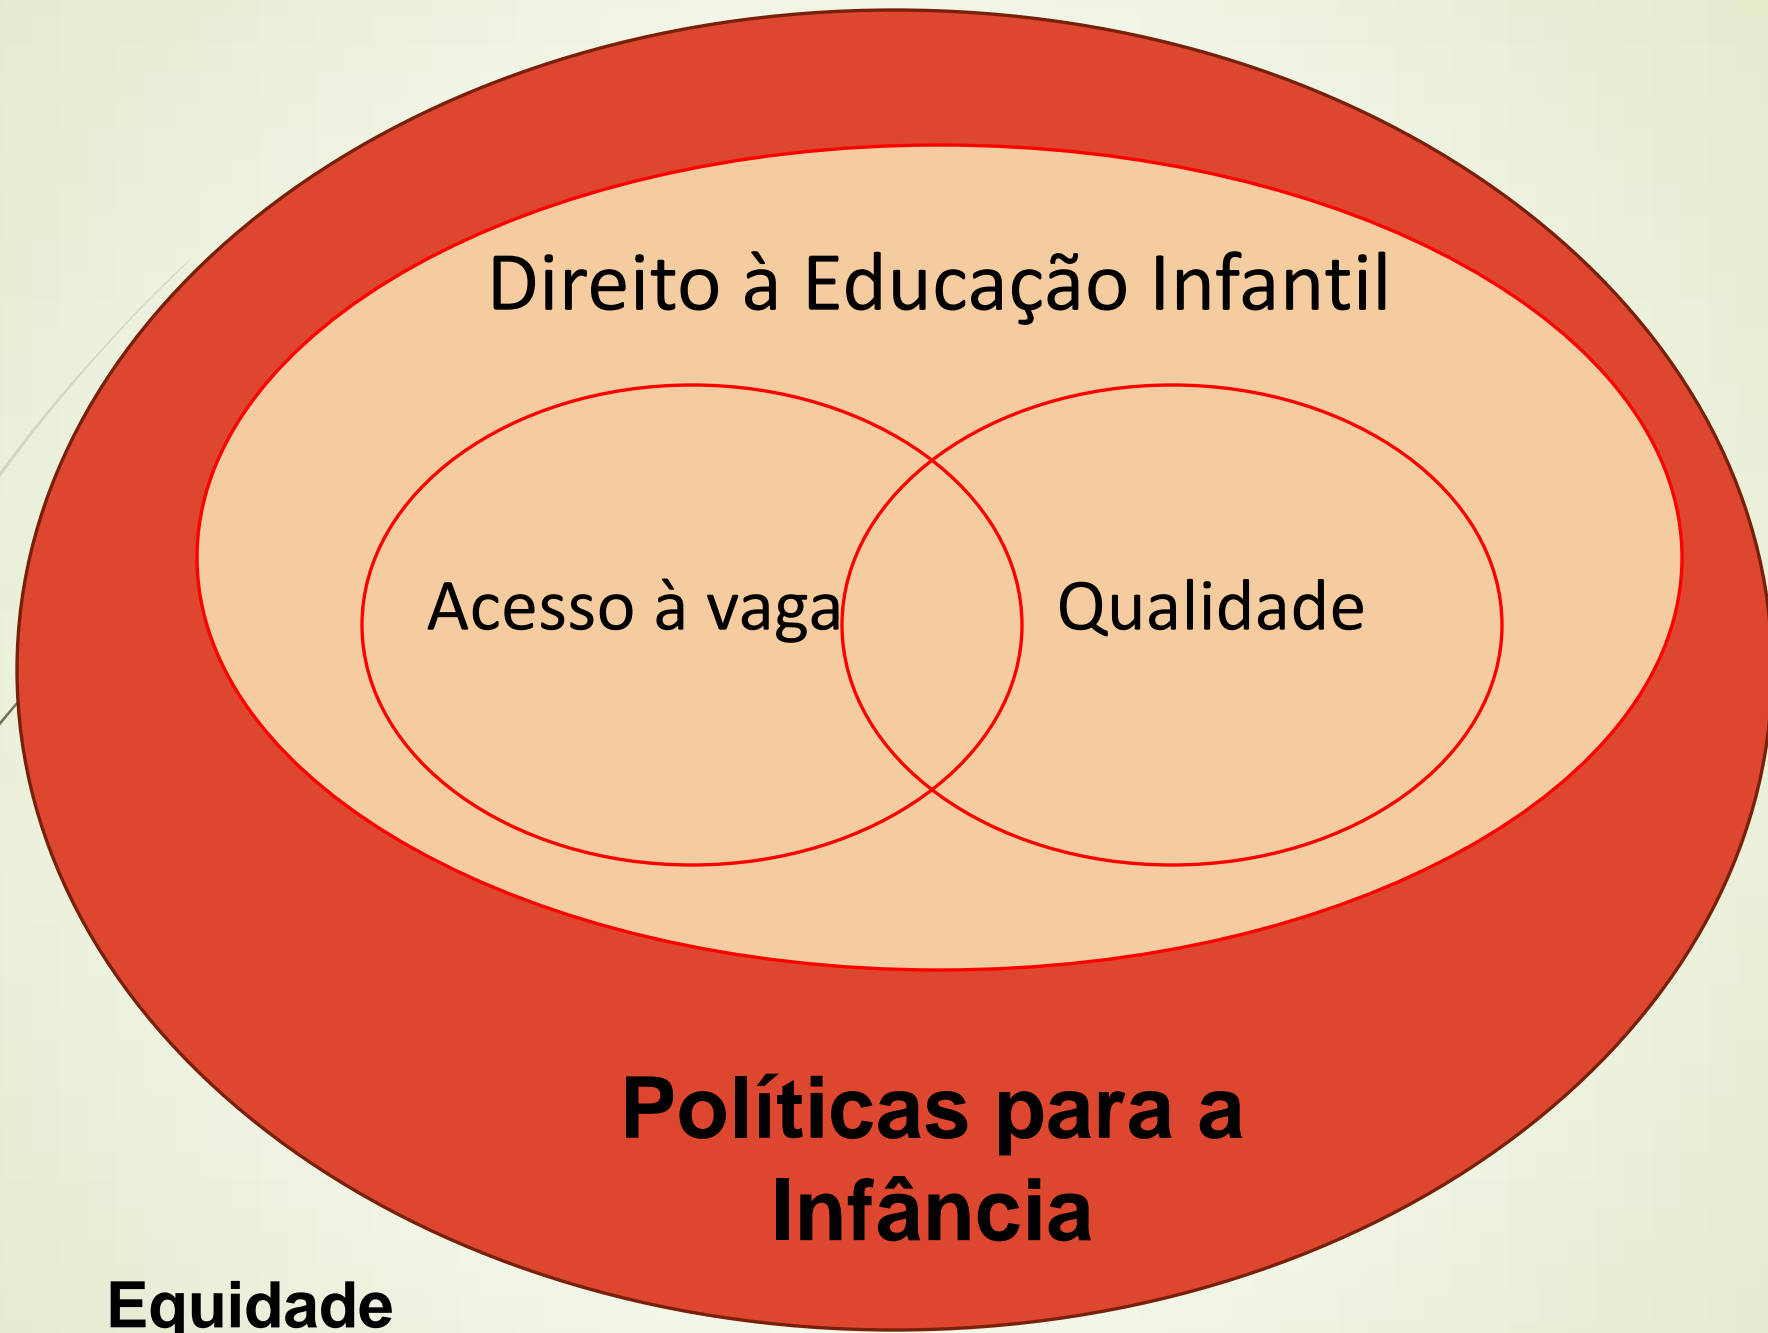 Direito à Educação Infantil
Acesso à vaga
Qualidade
Políticas para a
Infância
Equidade